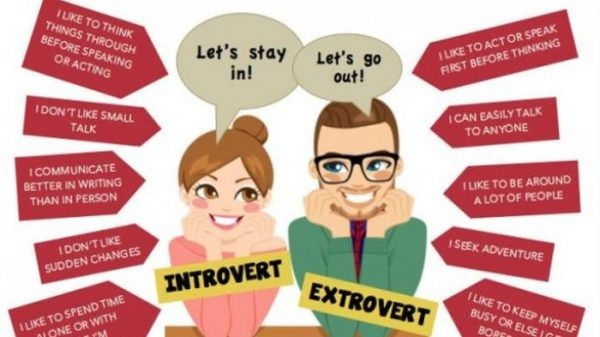 I LIKE TO THINK
THINGS THROUGH
BEFORE SPEAKING
OR ACTING
I DON'T LIKE SMALL
TALK
I COMMUNICATE
BETTER IN WRITING
THAN IN PERSON
I DON'T LIKE
SUDDEN CHANGES
I LIKE TO SPEND TIME
ALONE OR WITH
I'M
Let's stay
in!
Let's go
out!
INTROVERT
EXTROVERT
I LIKE TO ACT OR SPEAK
FIRST BEFORE THINKING
I CAN EASILY TALK
TO ANYONE
I LIKE TO BE AROUND
A LOT OF PEOPLE
I SEEK ADVENTURE
I LIKE TO KEEP MYSELF
BUSY OR ELSE I GET